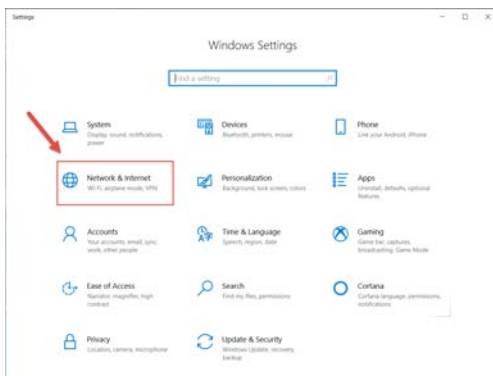 Settings
Windows Settings
Find a setting
System
Display, sound, notifications,
power
Devices
Bluetooth, printers, mouse
Phone
Link your Android, iPhone
Network & Internet
Wi-Fi, airplane mode, VPN
Personalization
Background, lock screen, colors
Apps
Uninstall, defaults, optional
features
Accounts
Your accounts, email, sync,
work, other people
Time & Language
Speech, region, date
Gaming
Game bar, captures,
broadcasting, Game Mode
Ease of Access
Narrator, magnifier, high
contrast
Search
Find my files, permissions
Cortana
Cortana language, permissions,
notifications
Privacy
Location, camera, microphone
Update & Security
Windows Update, recovery,
backup